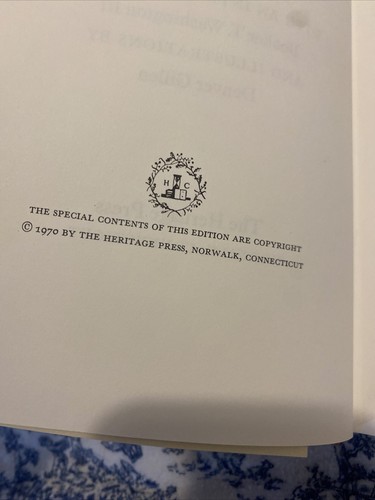 H C
THE SPECIAL CONTENTS OF THIS EDITION ARE COPYRIGHT
© 1970 BY THE HERITAGE PRESS, NORWALK, CONNECTICUT